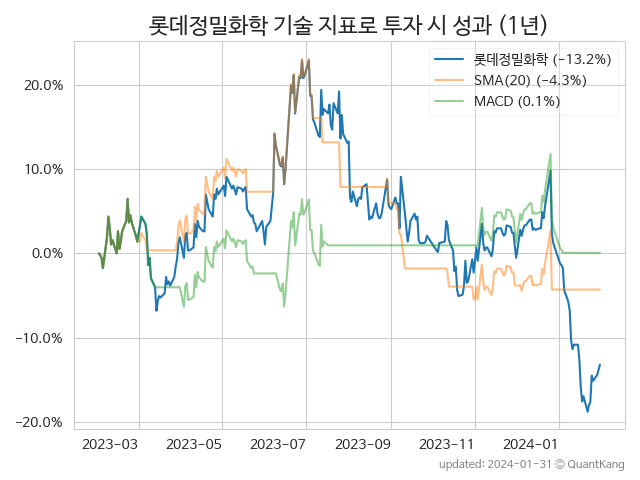 롯데정밀화학 기술 지표로 투자 시 성과 (1년)
롯데정밀화학 (−13.2%)
SMA(20) (−4.3%)
MACD (0.1%)
20.0%
10.0%
0.0%
−10.0%
−20.0%
2023-03 2023-05 2023-07 2023-09 2023-11 2024-01
updated: 2024-01-31 © QuantKang